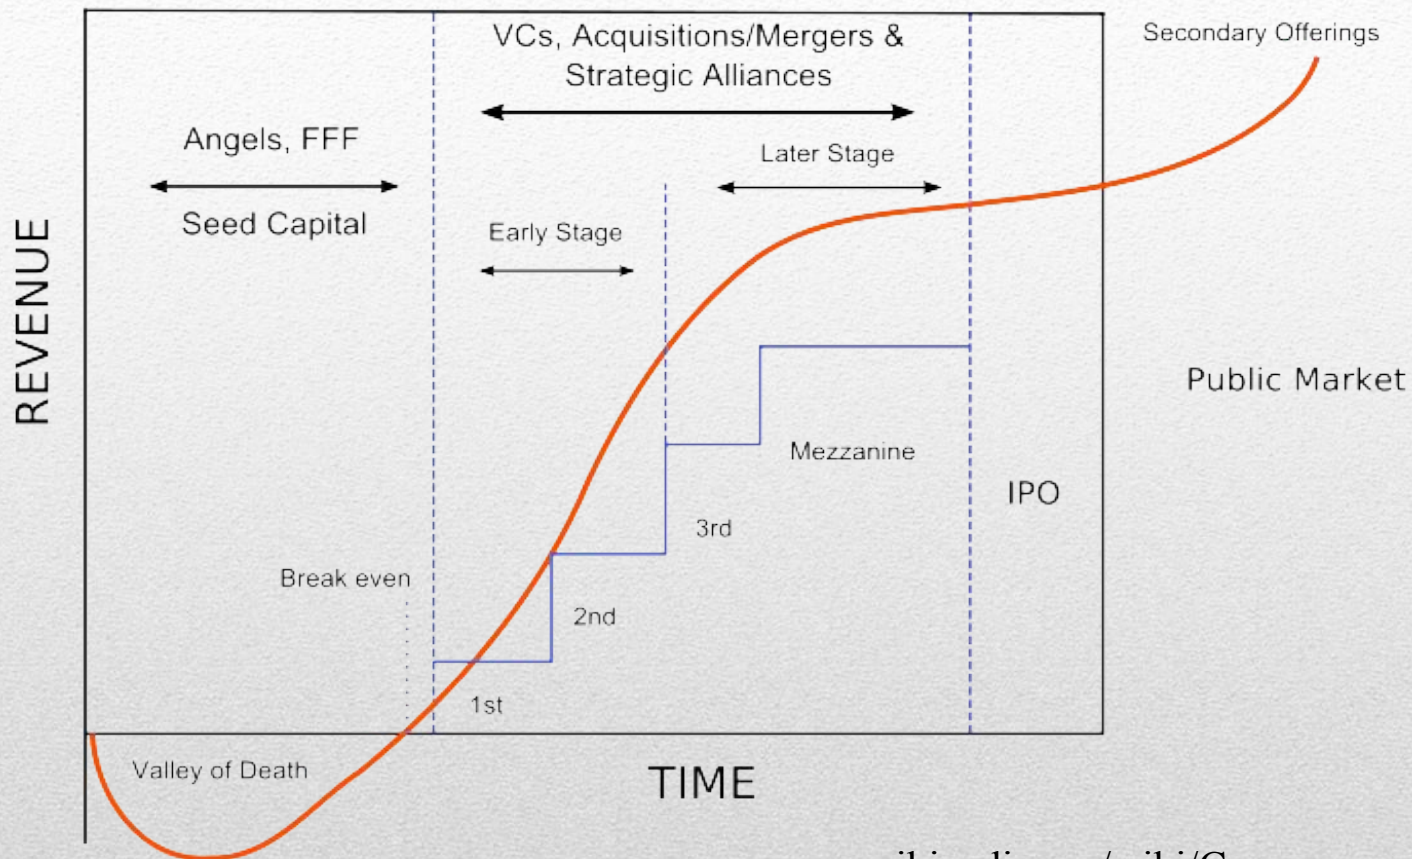 Secondary Offerings
VCs, Acquisitions/Mergers &
Strategic Alliances
Angels, FFF
Later Stage
Seed Capital
Early Stage
REVENUE
Public Market
Mezzanine
IPO
3rd
Break even
2nd
1st
Valley of Death
TIME